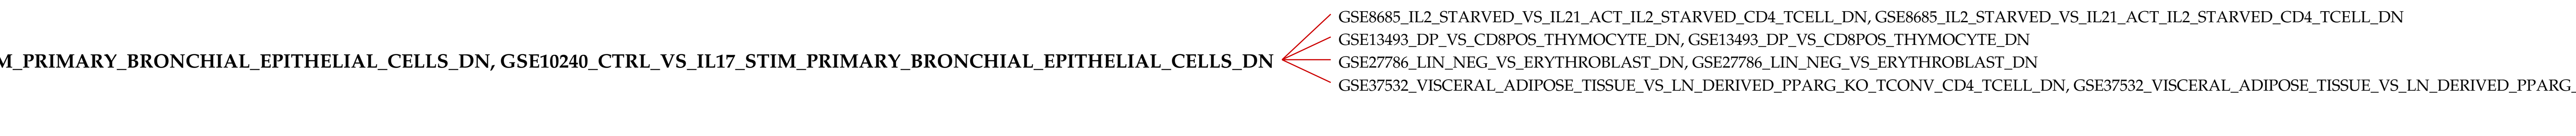 GSE8685_IL2_STARVED_VS_IL21_ACT_IL2_STARVED_CD4_TCELL_DN, GSE8685_IL2_STARVED_VS_IL21_ACT_IL2_STARVED_CD4_TCELL_DN
GSE13493_DP_VS_CD8POS_THYMOCYTE_DN, GSE13493_DP_VS_CD8POS_THYMOCYTE_DN
M_PRIMARY_BRONCHIAL_EPITHELIAL_CELLS_DN, GSE10240_CTRL_VS_IL17_STIM_PRIMARY_BRONCHIAL_EPITHELIAL_CELLS_DN
GSE27786_LIN_NEG_VS_ERYTHROBLAST_DN, GSE27786_LIN_NEG_VS_ERYTHROBLAST_DN
GSE37532_VISCERAL_ADIPOSE_TISSUE_VS_LN_DERIVED_PPARG_KO_TCONV_CD4_TCELL_DN, GSE37532_VISCERAL_ADIPOSE_TISSUE_VS_LN_DERIVED_PPARG_